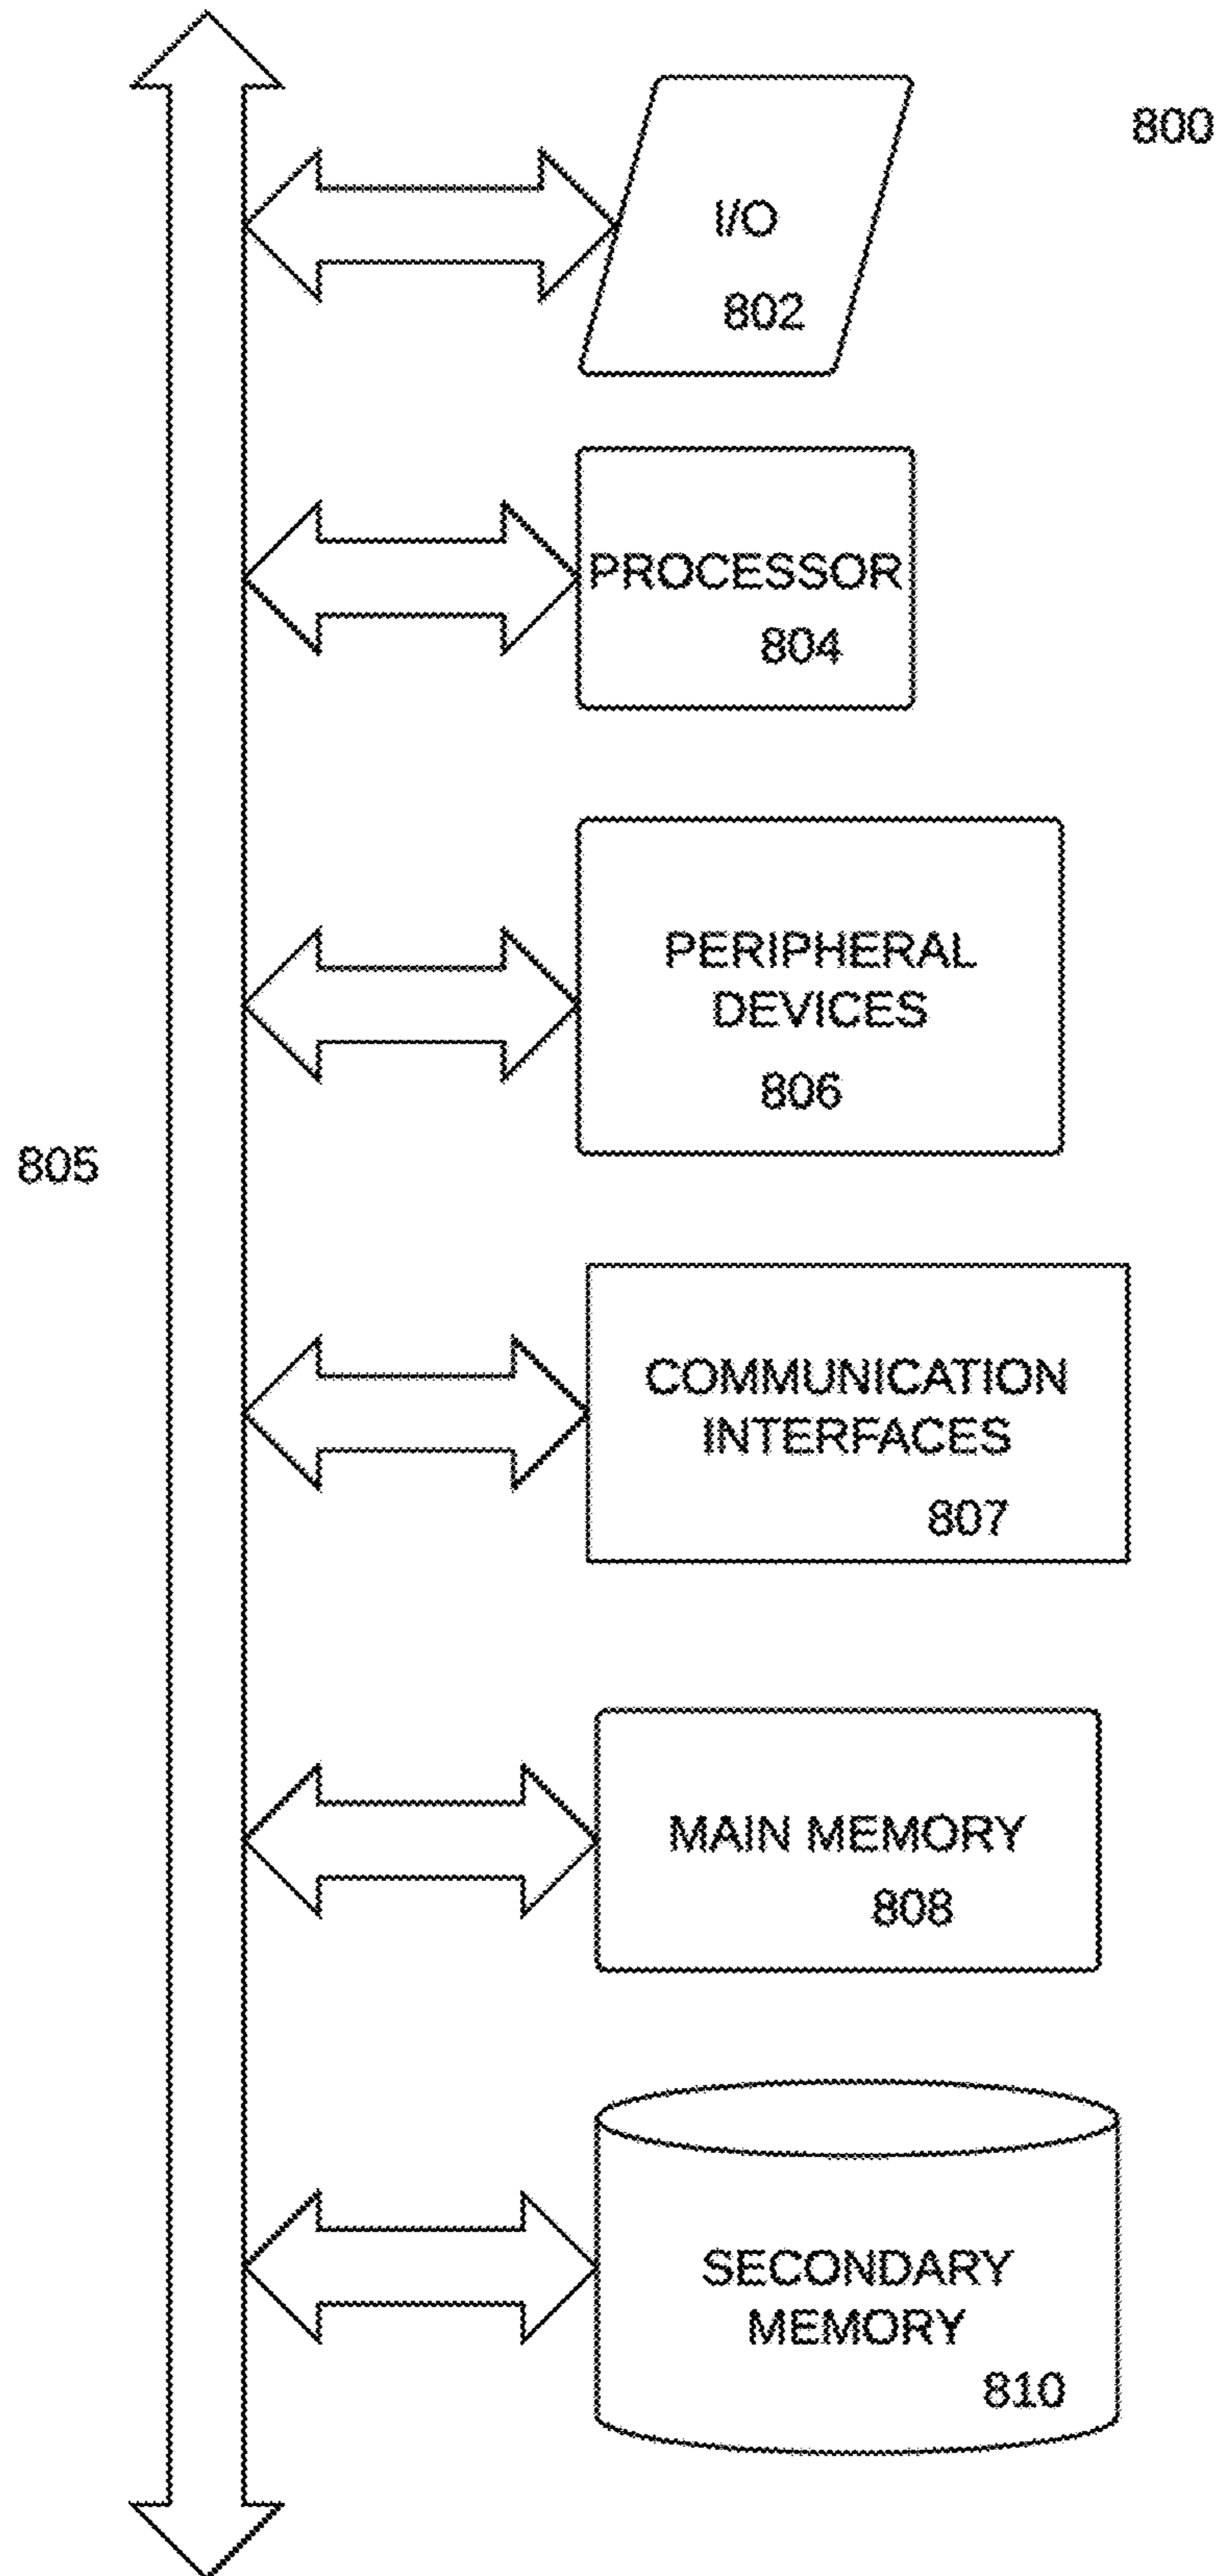 800
I/O
802
PROCESSOR
804
PERIPHERAL
DEVICES
806
805
COMMUNICATION
INTERFACES
807
MAIN MEMORY
808
SECONDARY
MEMORY
810